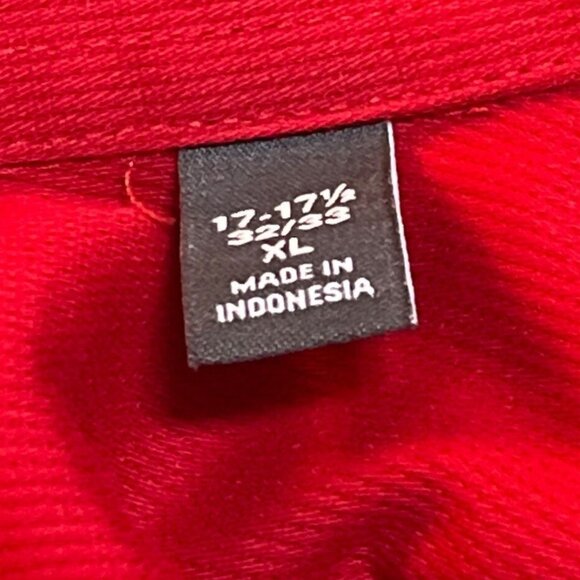 17-17½
32/33
XL
MADE IN
INDONESIA